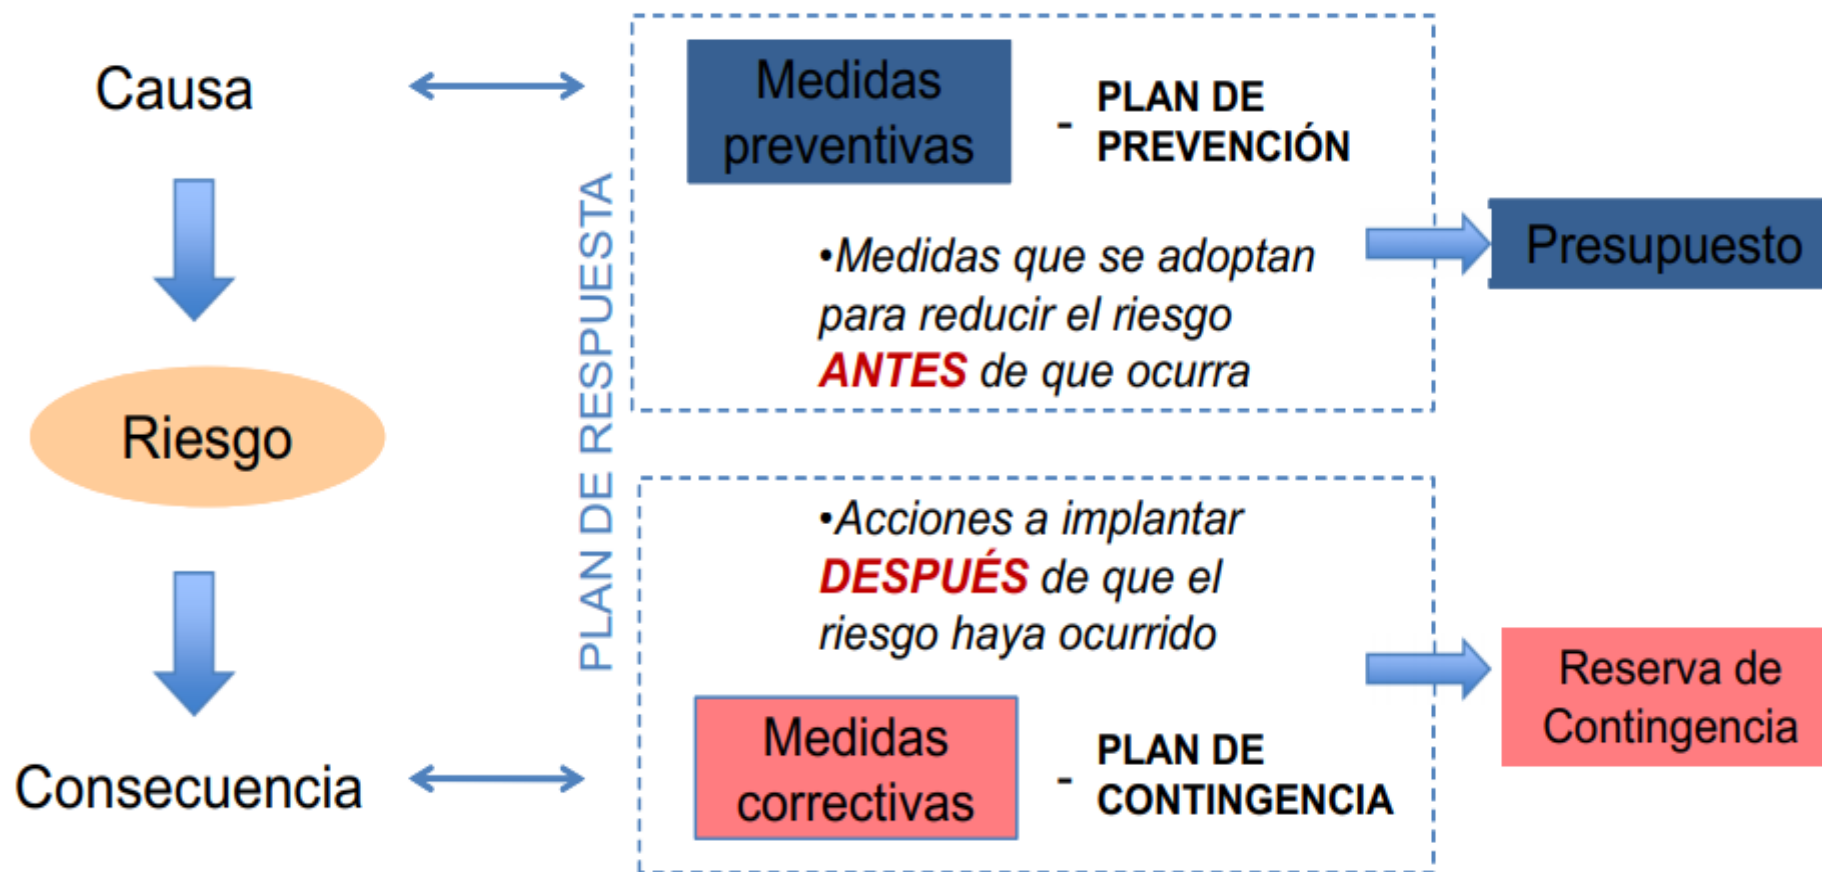 Causa
Riesgo
Consecuencia
PLAN DE RESPUESTA
Medidas
preventivas
- PLAN DE
PREVENCIÓN
•Medidas que se adoptan
para reducir el riesgo
ANTES de que ocurra
Presupuesto
•Acciones a implantar
DESPUÉS de que el
riesgo haya ocurrido
Medidas
correctivas
- PLAN DE
CONTINGENCIA
Reserva de
Contingencia